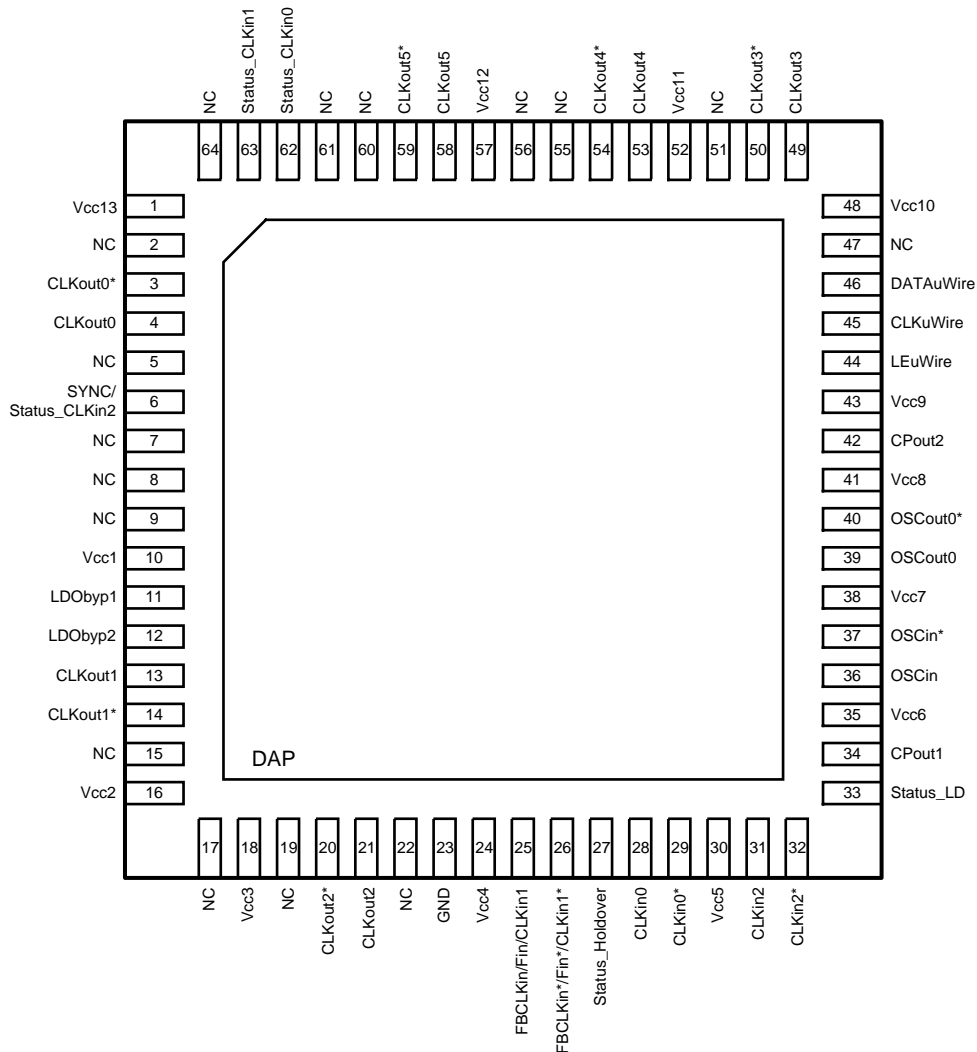 NC
Status_CLKin1
Status_CLKin0
NC
NC
CLKout5*
CLKout5
Vcc12
NC
NC
CLKout4*
CLKout4
Vcc11
NC
CLKout3*
CLKout3
64
63
62
61
60
59
58
57
56
55
54
53
52
51
50
49
Vcc13 1
NC 2
CLKout0* 3
CLKout0 4
NC 5
SYNC/
Status_CLKin2 6
NC 7
NC 8
NC 9
Vcc1 10
LDObyp1 11
LDObyp2 12
CLKout1 13
CLKout1* 14
NC 15
Vcc2 16
48 Vcc10
47 NC
46 DATAuWire
45 CLKuWire
44 LEuWire
43 Vcc9
42 CPout2
41 Vcc8
40 OSCout0*
39 OSCout0
38 Vcc7
37 OSCin*
36 OSCin
35 Vcc6
34 CPout1
33 Status_LD
DAP
17
18
19
20
21
22
23
24
25
26
27
28
29
30
31
32
NC
Vcc3
NC
CLKout2*
CLKout2
NC
GND
Vcc4
FBCLKin/Fin/CLKin1
FBCLKin*/Fin*/CLKin1*
Status_Holdover
CLKin0
CLKin0*
Vcc5
CLKin2
CLKin2*